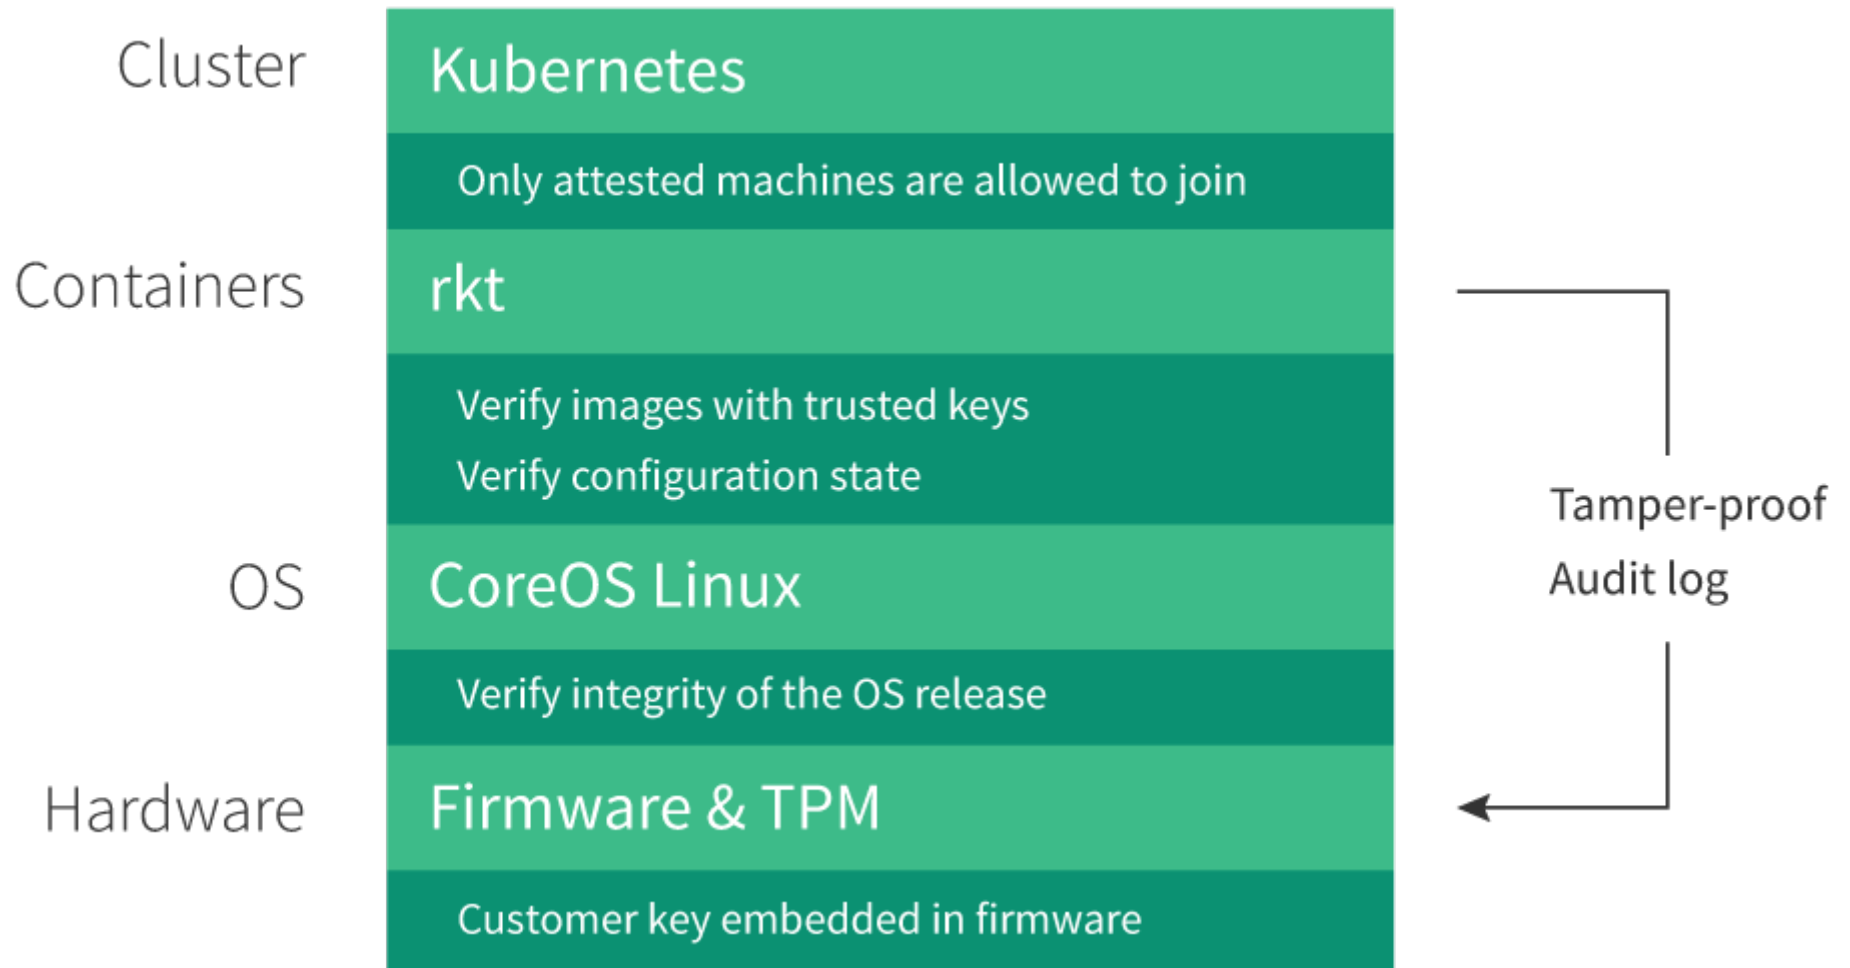 Cluster
Kubernetes
Only attested machines are allowed to join
Containers
rkt
Verify images with trusted keys
Verify configuration state
Tamper-proof
Audit log
OS
CoreOS Linux
Verify integrity of the OS release
Hardware
Firmware & TPM
Customer key embedded in firmware